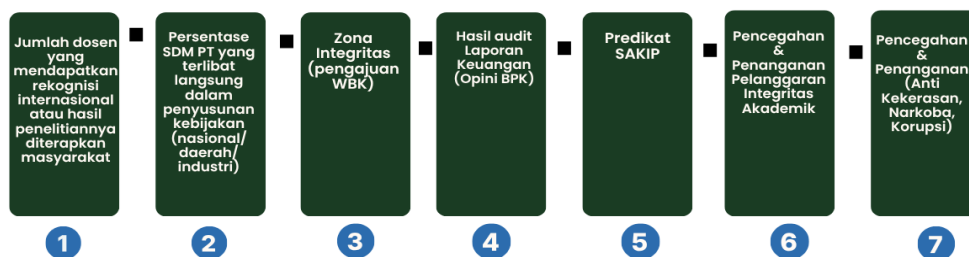 Jumlah dosen
yang
mendapatkan
rekognisi
internasional
atau hasil
penelitiannya
diterapkan
masyarakat
1
Persentase
SDM PT yang
terlibat
langsung
dalam
penyusunan
kebijakan
(nasional/
daerah/
industri)
2
Zona
Integritas
(pengajuan
WBK)
3
Hasil audit
Laporan
Keuangan
(Opini BPK)
4
Predikat
SAKIP
5
Pencegahan
&
Penanganan
Pelanggaran
Integritas
Akademik
6
Pencegahan
&
Penanganan
(Anti
Kekerasan,
Narkoba,
Korupsi)
7